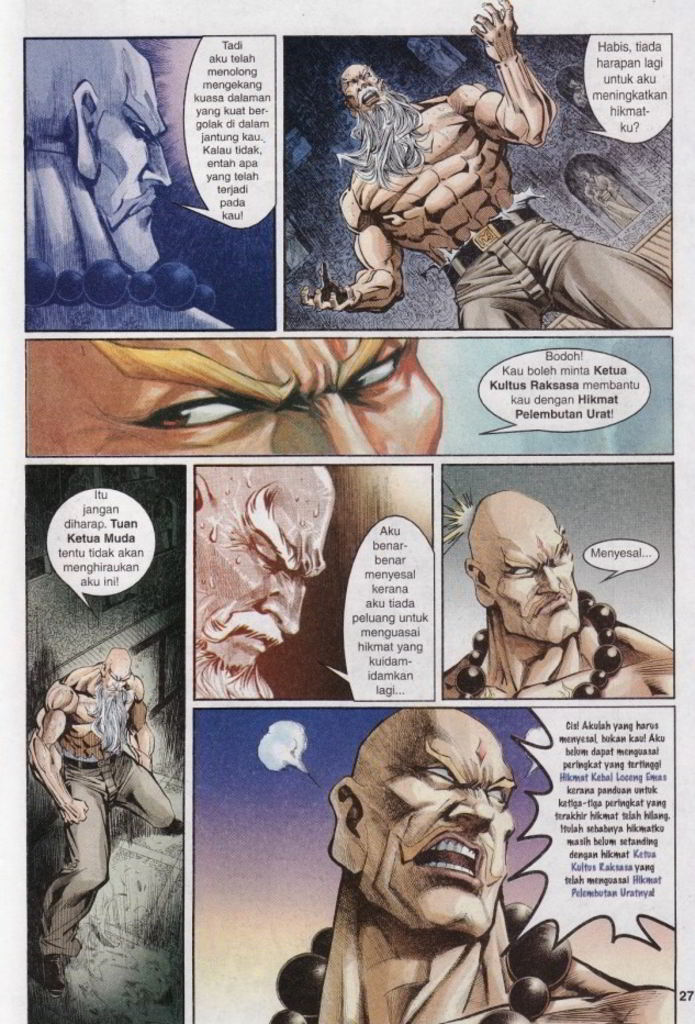 Tadi
aku telah
menolong
mengekang
kuasa dalaman
yang kuat ber-
golak di dalam
jantung kau.
Kalau tidak,
entah apa
yang telah
terjadi
pada
kau!
Habis, tiada
harapan lagi
untuk aku
meningkatkan
hikmat-
ku?
Bodoh!
Kau boleh minta Ketua
Kultus Raksasa membantu
kau dengan Hikmat
Pelembutan Urat!
Itu
jangan
diharap. Tuan
Ketua Muda
tentu tidak akan
menghiraukan
aku ini!
Aku
benar-
benar
menyesal
kerana
aku tiada
peluang untuk
menguasai
hikmat yang
kuidam-
idamkan
lagi...
Menyesal...
Cis! Akulah yang harus
menyesal, bukan kau! Aku
belum dapat menguasai
peringkat yang tertinggi
Hikmat Kebal Loceng Emas
kerana panduan untuk
ketiga-tiga peringkat yang
terakhir hikmat telah hilang.
Itulah sebabnya hikmatku
masih belum setanding
dengan hikmat Ketua
Kultus Raksasa yang
telah menguasai Hikmat
Pelembutan Uratnya!
27